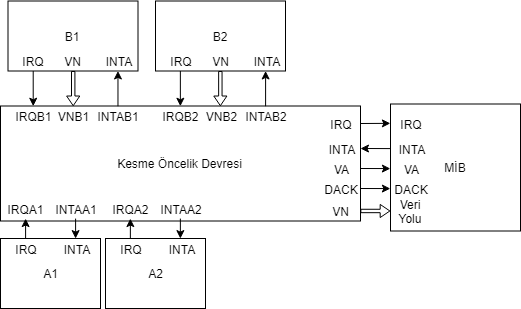 B1 B2
IRQ VN INTA IRQ VN INTA
IRQB1 VNB1 INTAB1 IRQB2 VNB2 INTAB2
IRQ IRQ
INTA INTA
Kesme Öncelik Devresi
VA VA MİB
DACK DACK
IRQA1 INTAA1 IRQA2 INTAA2 VN Veri
Yolu
IRQ INTA IRQ INTA
A1 A2